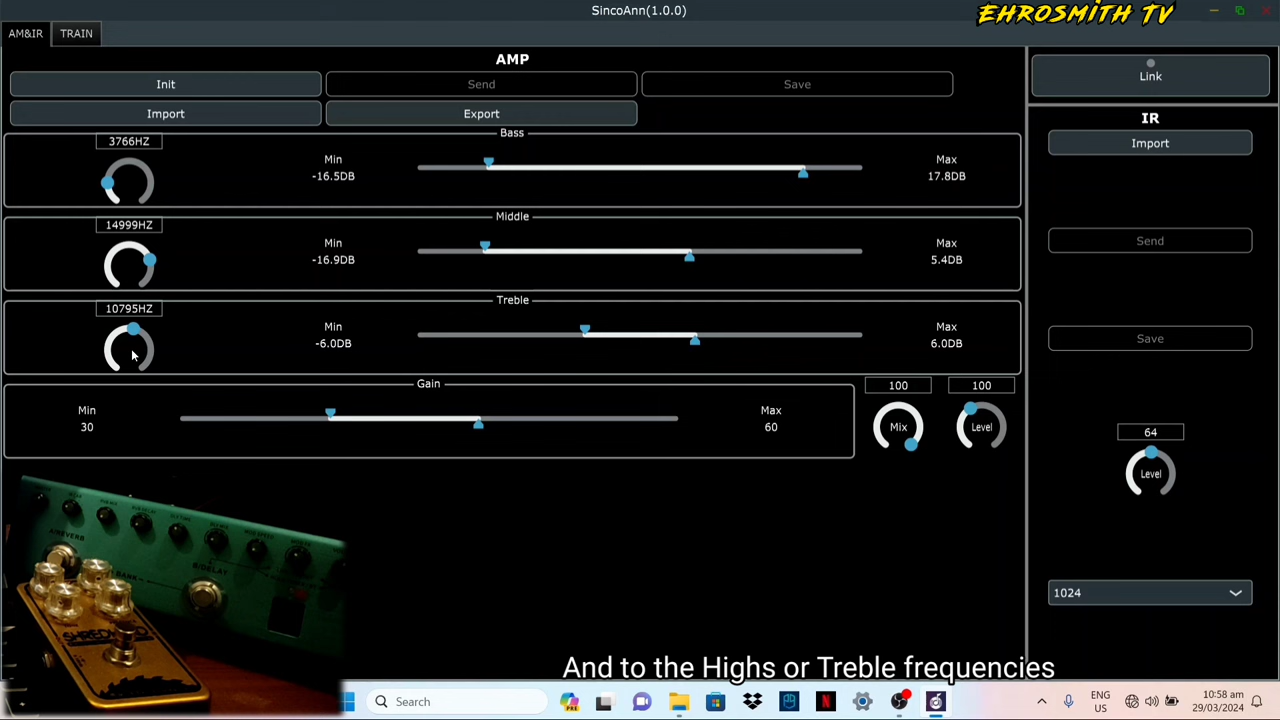 SincoAnn(1.0.0)
EHROSMITH TV
AM&IR
TRAIN
AMP
Init
Send
Save
Import
Export
Link
IR
Import
Send
Save
64
Level
1024
Bass
3766HZ
Min
-16.5DB
Max
17.8DB
Middle
14999HZ
Min
-16.9DB
Max
5.4DB
Treble
10795HZ
Min
-6.0DB
Max
6.0DB
Gain
Min
30
Max
60
100
Mix
100
Level
And to the Highs or Treble frequencies
Search
ENG
US
10:58 am
29/03/2024